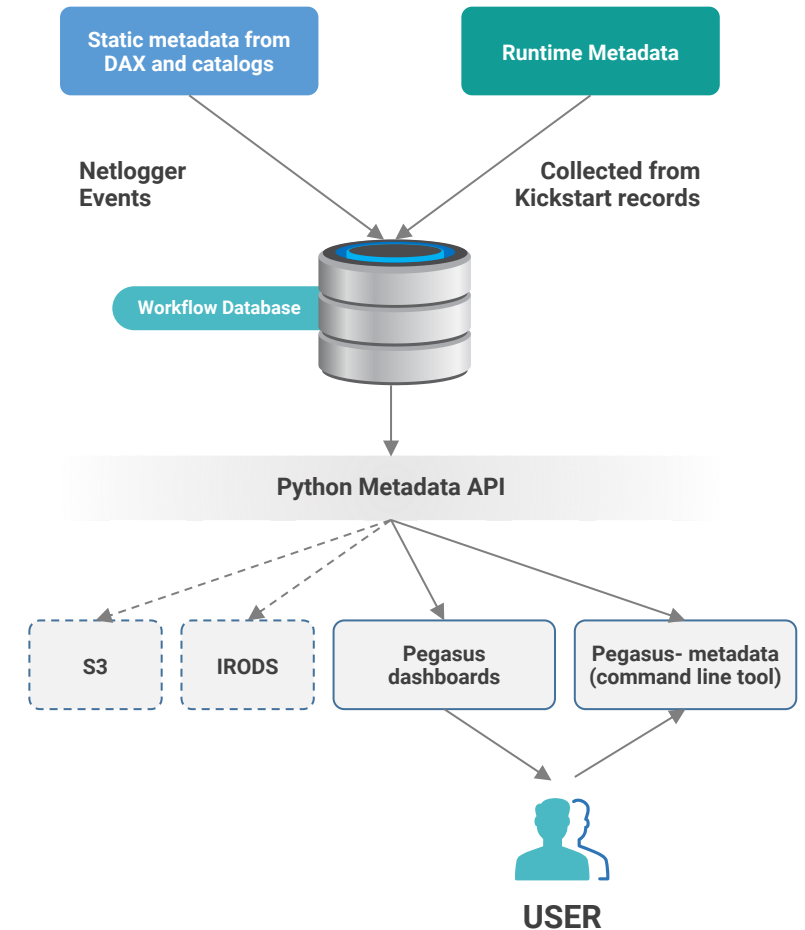 Static metadata from
DAX and catalogs
Runtime Metadata
Netlogger
Events
Collected from
Kickstart records
Workflow Database
Python Metadata API
S3
IRODS
Pegasus
dashboards
Pegasus- metadata
(command line tool)
USER